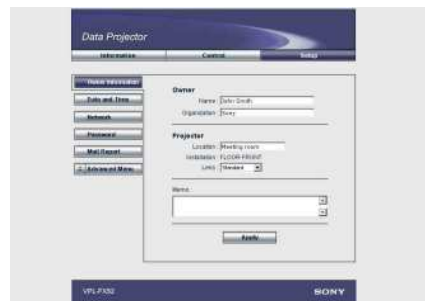 Data Projector
Information Control Setup
Owner Information
Date and Time
Network
Password
Mail Report
Advanced Menu
Owner
Name John Smith
Organization Sony
Projector
Location Meeting room
Installation FLOOR-FRONT
Lens Standard
Memo
Apply
VPL-PX52 SONY